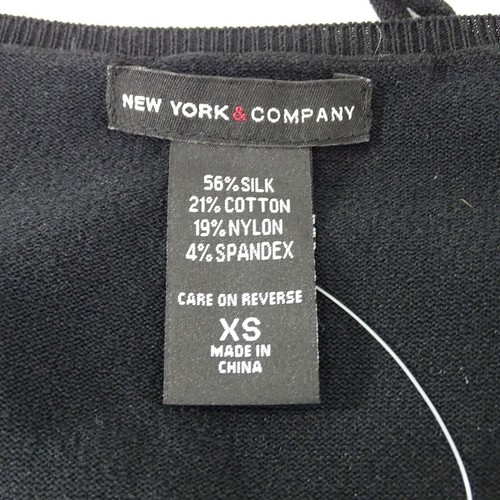 NEW YORK & COMPANY
56% SILK
21% COTTON
19% NYLON
4% SPANDEX
CARE ON REVERSE
XS
MADE IN
CHINA